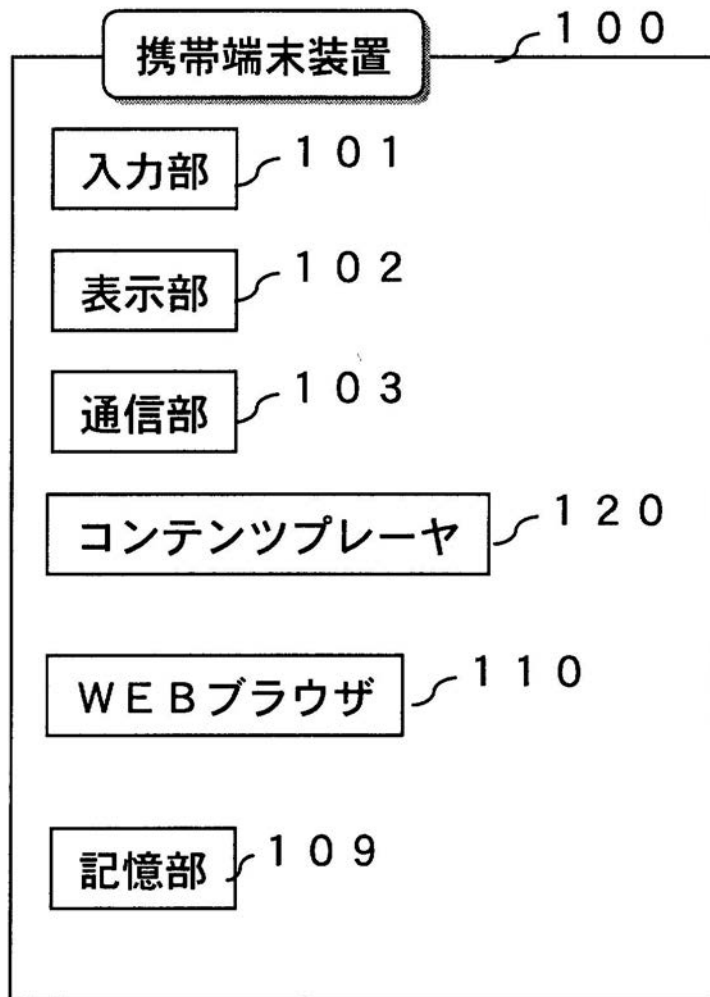 携帯端末装置 １００
入力部 １０１
表示部 １０２
通信部 １０３
コンテンツプレーヤ １２０
ＷＥＢブラウザ １１０
記憶部 １０９